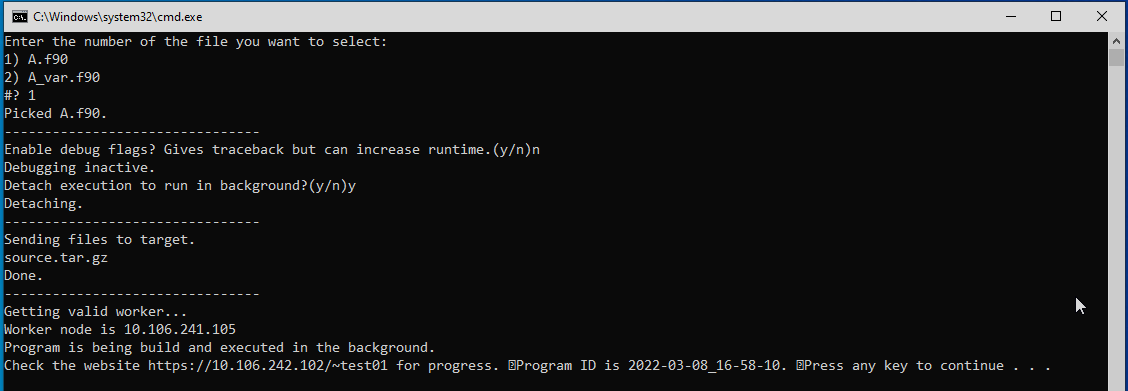 C:\Windows\system32\cmd.exe
Enter the number of the file you want to select:
1) A.f90
2) A_var.f90
#? 1
Picked A.f90.
--------------------------------
Enable debug flags? Gives traceback but can increase runtime.(y/n)n
Debugging inactive.
Detach execution to run in background?(y/n)y
Detaching.
--------------------------------
Sending files to target.
source.tar.gz
Done.
--------------------------------
Getting valid worker...
Worker node is 10.106.241.105
Program is being build and executed in the background.
Check the website https://10.106.242.102/~test01 for progress. ⍰Program ID is 2022-03-08_16-58-10. ⍰Press any key to continue . . .